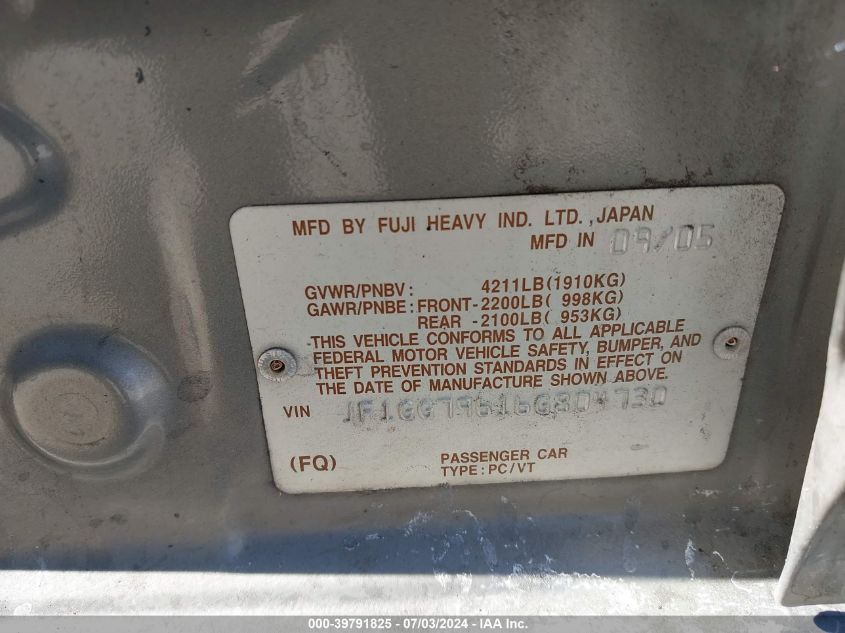 MFD BY FUJI HEAVY IND. LTD.,JAPAN
MFD IN 09/05
GVWR/PNBV: 4211LB(1910KG)
GAWR/PNBE:FRONT-2200LB( 998KG)
REAR -2100LB( 953KG)
THIS VEHICLE CONFORMS TO ALL APPLICABLE
FEDERAL MOTOR VEHICLE SAFETY, BUMPER, AND
THEFT PREVENTION STANDARDS IN EFFECT ON
THE DATE OF MANUFACTURE SHOWN ABOVE.
VIN JF1GG79616G804730
(FQ) PASSENGER CAR
TYPE:PC/VT
000-39791825 - 07/03/2024 - IAA Inc.